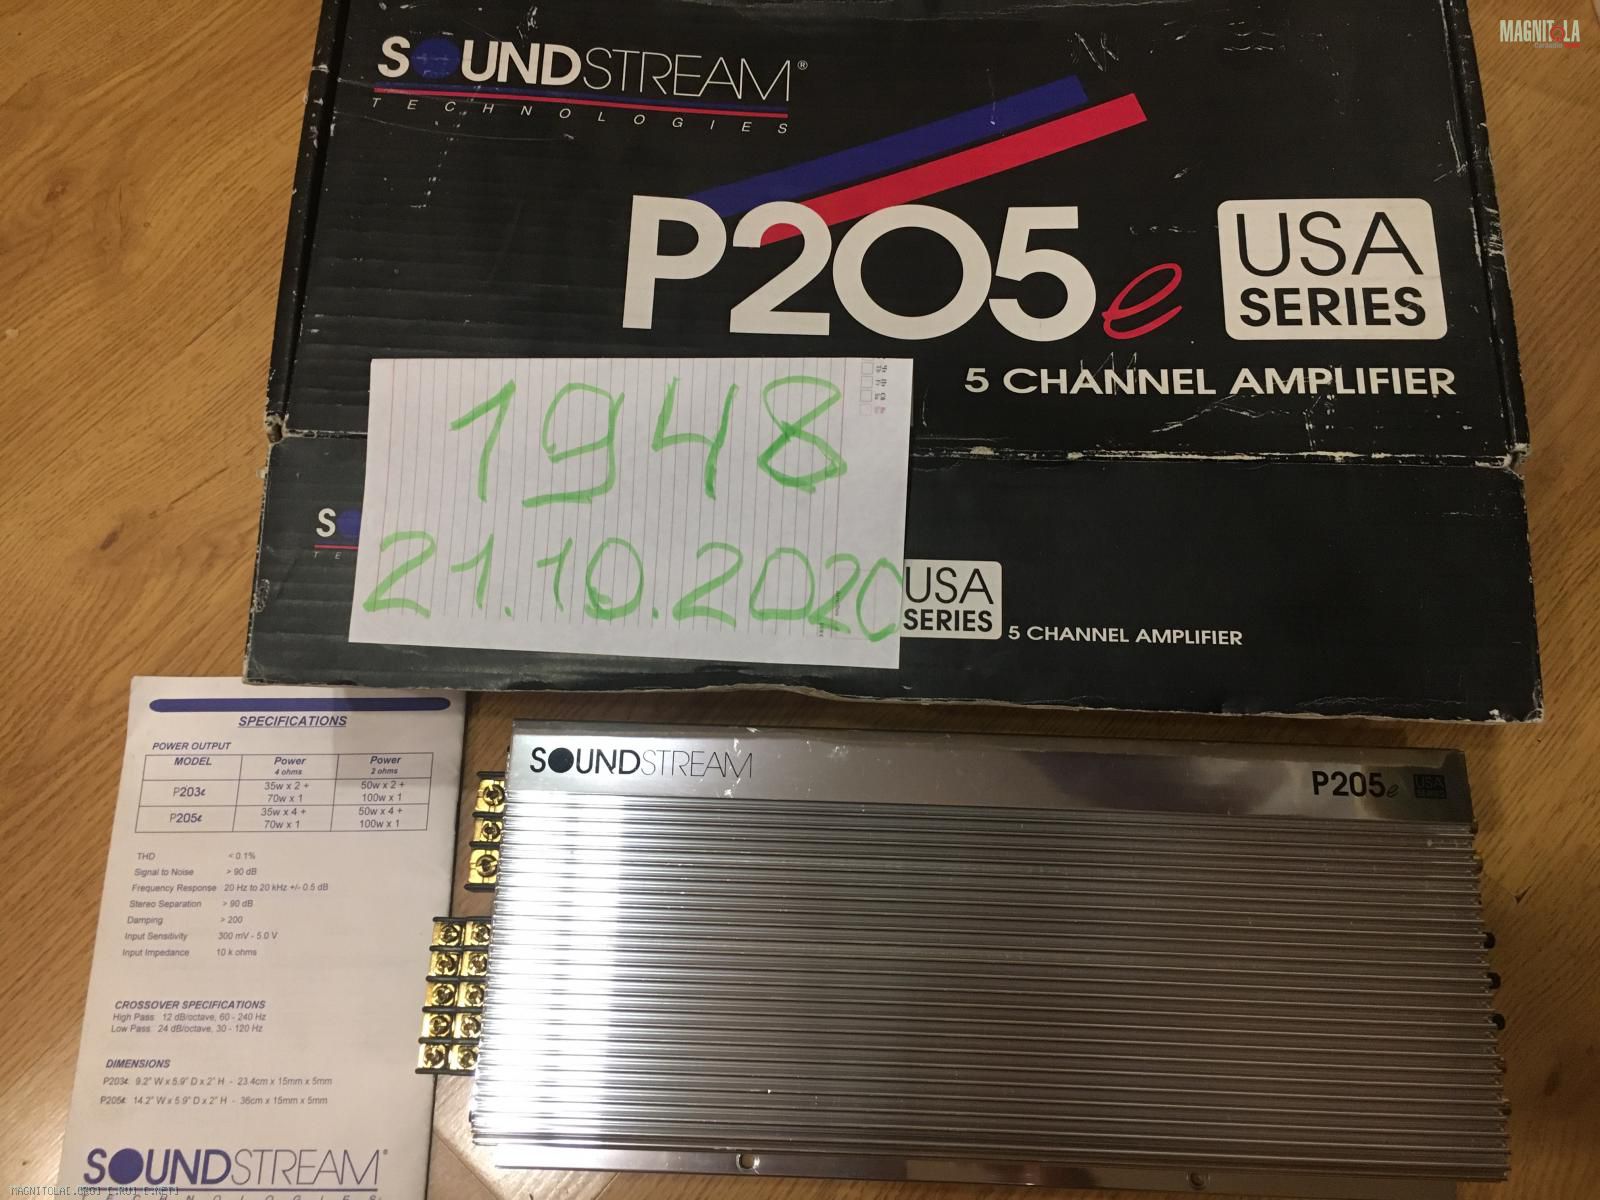 MAGNITOLA
SOUNDSTREAM®
TECHNOLOGIES
P205e
USA
SERIES
5 CHANNEL AMPLIFIER
1948
21.10.2020
S
TE
USA
SERIES
5 CHANNEL AMPLIFIER
SPECIFICATIONS
POWER OUTPUT
MODEL Power Power
4 ohms 2 ohms
P203e 35w x 2 + 50w x 2 +
70w x 1 100w x 1
P205e 35w x 4 + 50w x 4 +
70w x 1 100w x 1
THD < 0.1%
Signal to Noise > 90 dB
Frequency Response 20 Hz to 20 kHz +/- 0.5 dB
Stereo Separation > 90 dB
Damping > 200
Input Sensitivity 300 mV - 5.0 V
Input Impedance 10 k ohms
CROSSOVER SPECIFICATIONS
High Pass: 12 dB/octave, 60 - 240 Hz
Low Pass: 24 dB/octave, 30 - 120 Hz
DIMENSIONS
P203e: 9.2" W x 5.9" D x 2" H - 23.4cm x 15mm x 5mm
P205e: 14.2" W x 5.9" D x 2" H - 36cm x 15mm x 5mm
SOUNDSTREAM®
SOUNDSTREAM
P205e
USA
SERIES
MAGNITOLA[.ORG] [.RU] [.NET]